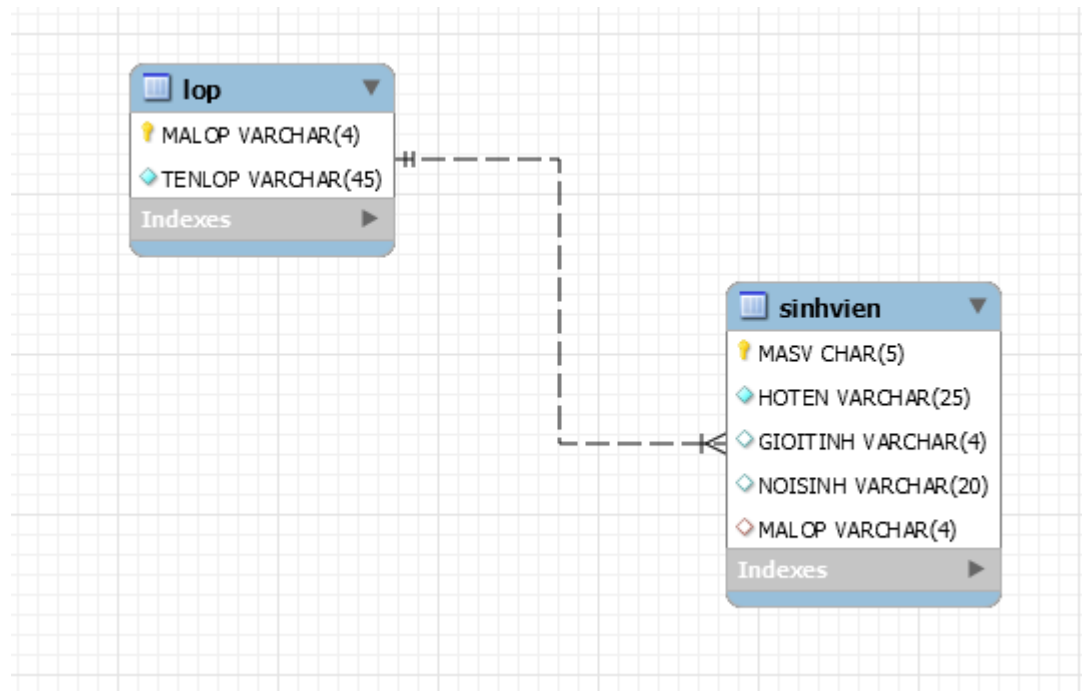 lop
MALOP VARCHAR(4)
TENLOP VARCHAR(45)
Indexes
sinhvien
MASV CHAR(5)
HOTEN VARCHAR(25)
GIOITINH VARCHAR(4)
NOISINH VARCHAR(20)
MALOP VARCHAR(4)
Indexes